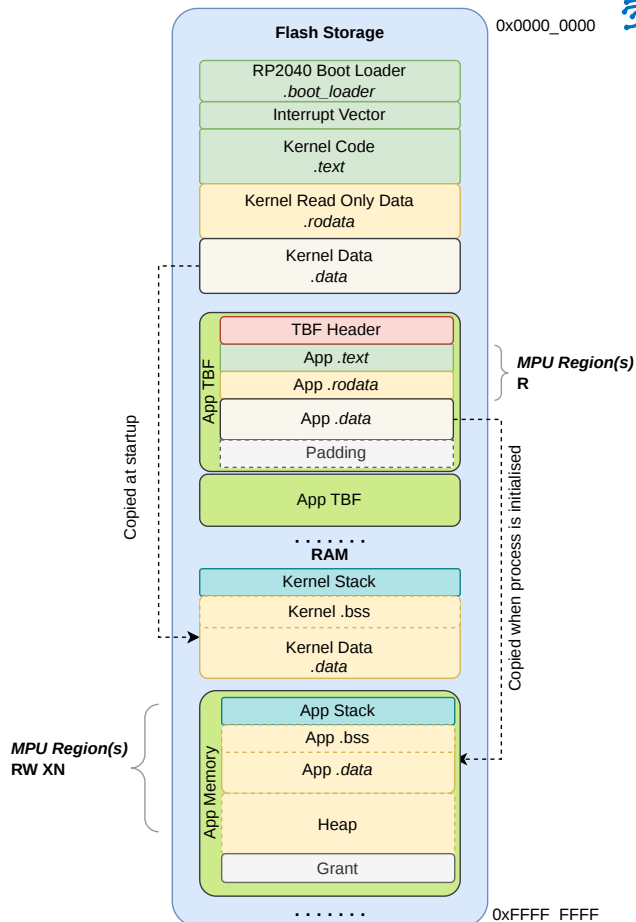 Flash Storage
0x0000_0000
RP2040 Boot Loader
.boot_loader
Interrupt Vector
Kernel Code
.text
Kernel Read Only Data
.rodata
Kernel Data
.data
App TBF
TBF Header
App .text
App .rodata
App .data
Padding
MPU Region(s)
R
App TBF
Copied at startup
Copied when process is initialised
.......
RAM
Kernel Stack
Kernel .bss
Kernel Data
.data
App Memory
App Stack
App .bss
App .data
Heap
Grant
MPU Region(s)
RW XN
.......
0xFFFF_FFFF